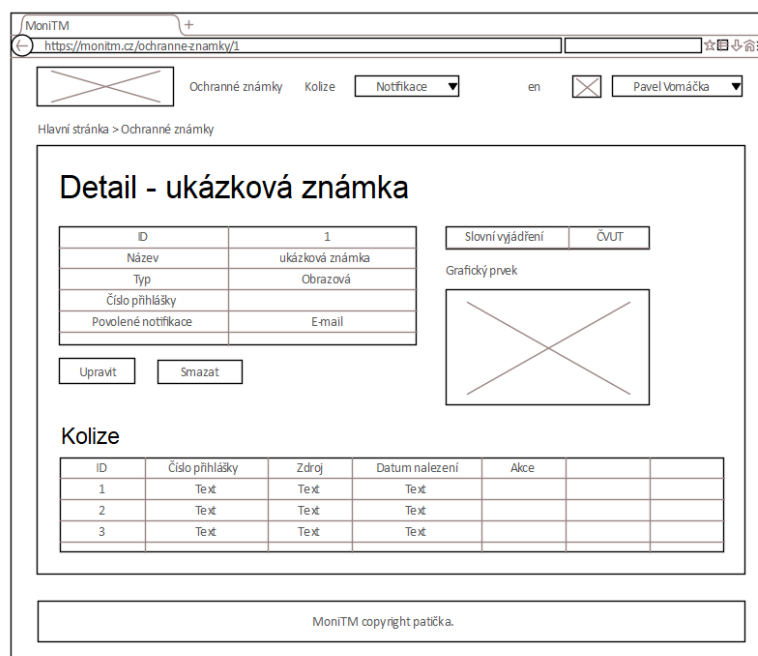 MoniTM
https://monitm.cz/ochranne-znamky/1
Ochranné známky Kolize Notifikace en Pavel Vomáčka
Hlavní stránka > Ochranné známky
Detail - ukázková známka
ID 1
Název ukázková známka
Typ Obrazová
Číslo přihlášky
Povolené notifikace E-mail
Slovní vyjádření ČVUT
Grafický prvek
Upravit Smazat
Kolize
ID Číslo přihlášky Zdroj Datum nalezení Akce
1 Text Text Text
2 Text Text Text
3 Text Text Text
MoniTM copyright patička.